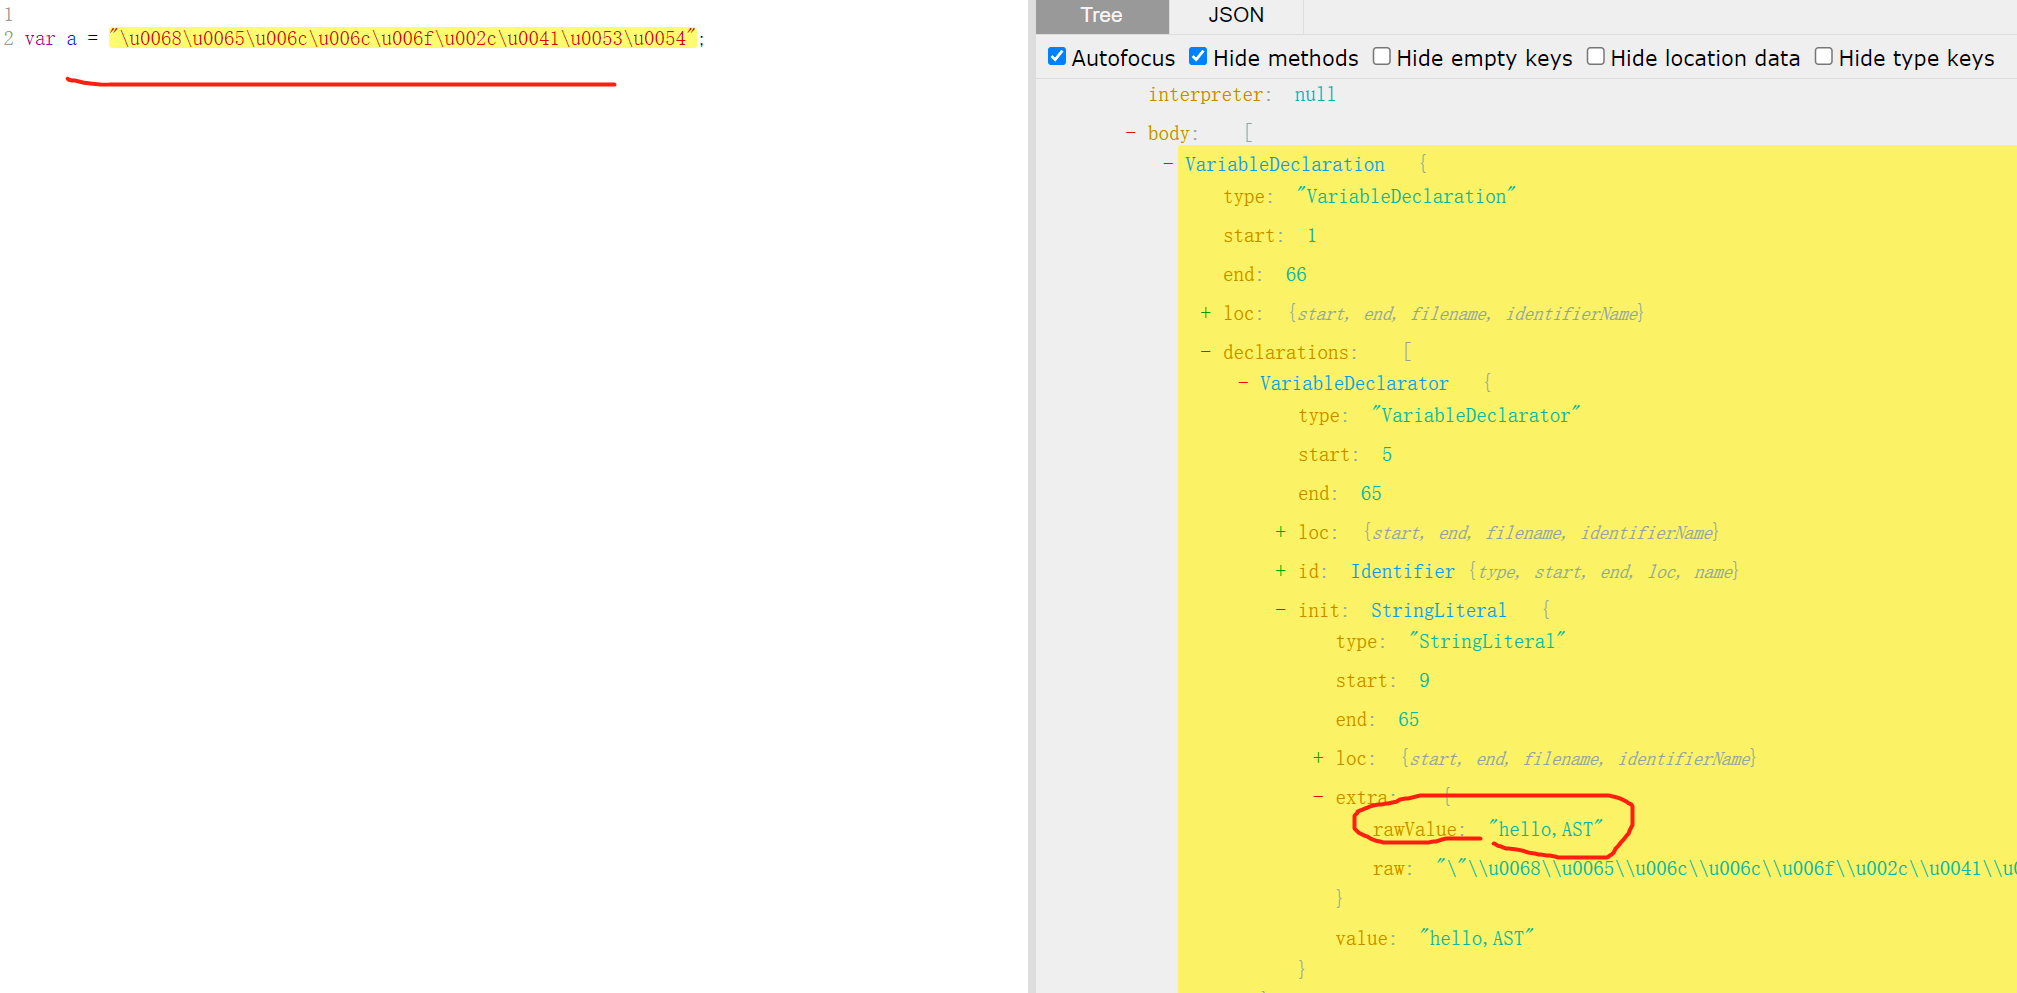 1
2 var a = "\u0068\u0065\u006c\u006c\u006f\u002c\u0041\u0053\u0054";
Tree JSON
Autofocus Hide methods Hide empty keys Hide location data Hide type keys
interpreter: null
- body: [
- VariableDeclaration {
type: "VariableDeclaration"
start: 1
end: 66
+ loc: {start, end, filename, identifierName}
- declarations: [
- VariableDeclarator {
type: "VariableDeclarator"
start: 5
end: 65
+ loc: {start, end, filename, identifierName}
+ id: Identifier {type, start, end, loc, name}
- init: StringLiteral {
type: "StringLiteral"
start: 9
end: 65
+ loc: {start, end, filename, identifierName}
- extra: {
rawValue: "hello,AST"
raw: "\"\\u0068\\u0065\\u006c\\u006c\\u006f\\u002c\\u0041\\u0
}
value: "hello,AST"
}